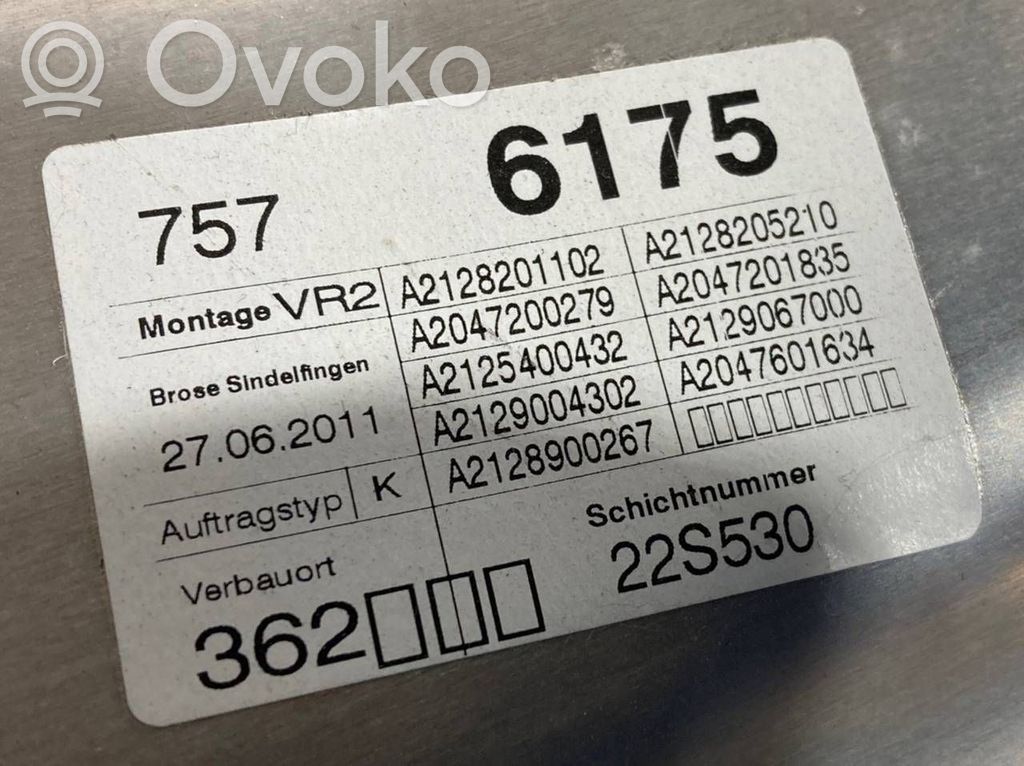 Ovoko
757 6175
Montage VR2
Brose Sindelfingen
27.06.2011
Auftragstyp K
A2128201102 A2128205210
A2047200279 A2047201835
A2125400432 A2129067000
A2129004302 A2047601634
A2128900267 ▯▯▯▯▯▯▯▯▯▯▯
Verbauort
362▯▯▯
Schichtnummer
22S530